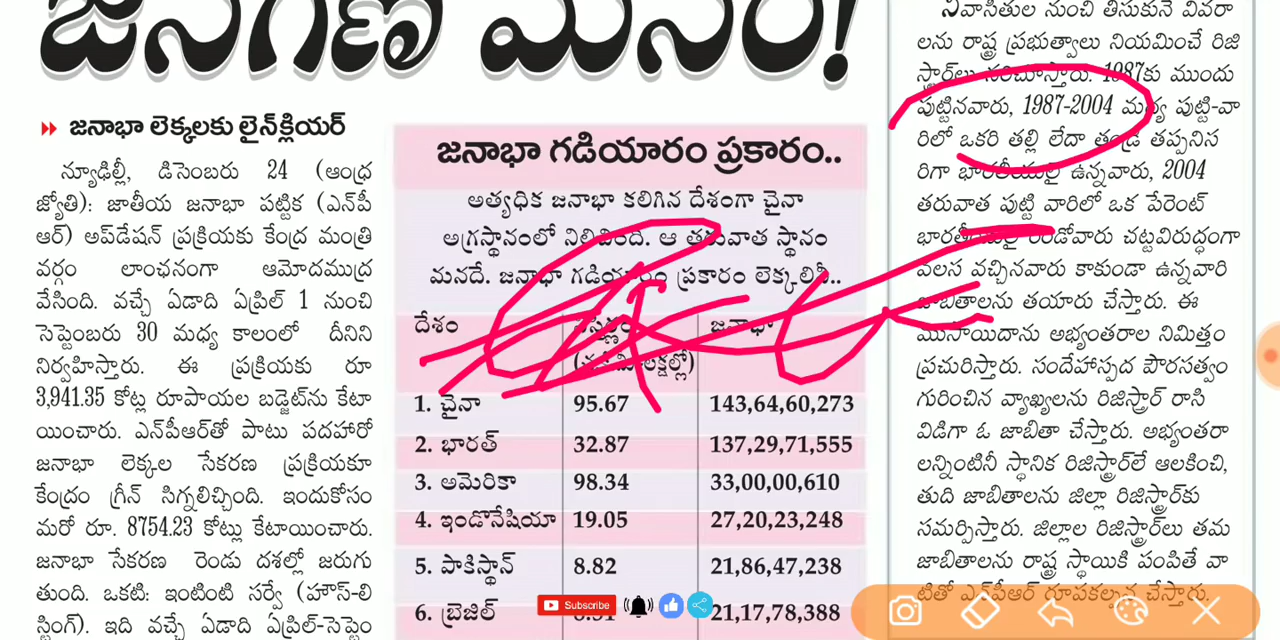 జనగణ మనం!
జనాభా లెక్కలకు లైన్‌క్లియర్
న్యూఢిల్లీ, డిసెంబరు 24 (ఆంధ్ర
జ్యోతి): జాతీయ జనాభా పట్టిక (ఎన్‌పీ
ఆర్) అప్‌డేషన్ ప్రక్రియకు కేంద్ర మంత్రి
వర్గం లాంఛనంగా ఆమోదముద్ర
వేసింది. వచ్చే ఏడాది ఏప్రిల్ 1 నుంచి
సెప్టెంబరు 30 మధ్య కాలంలో దీనిని
నిర్వహిస్తారు. ఈ ప్రక్రియకు రూ
3,941.35 కోట్ల రూపాయల బడ్జెట్‌ను కేటా
యించారు. ఎన్‌పీఆర్‌తో పాటు పదహారో
జనాభా లెక్కల సేకరణ ప్రక్రియకూ
కేంద్రం గ్రీన్ సిగ్నలిచ్చింది. ఇందుకోసం
మరో రూ. 8754.23 కోట్లు కేటాయించారు.
జనాభా సేకరణ రెండు దశల్లో జరుగు
తుంది. ఒకటి: ఇంటింటి సర్వే (హౌస్-లి
స్టింగ్). ఇది వచ్చే ఏడాది ఏప్రిల్-సెప్టెం
జనాభా గడియారం ప్రకారం..
అత్యధిక జనాభా కలిగిన దేశంగా చైనా
అగ్రస్థానంలో నిలిచింది. ఆ తరువాత స్థానం
మనదే. జనాభా గడియారం ప్రకారం లెక్కలివీ..
దేశం జనాభా
1. చైనా 95.67 143,64,60,273
2. భారత్ 32.87 137,29,71,555
3. అమెరికా 98.34 33,00,00,610
4. ఇండోనేషియా 19.05 27,20,23,248
5. పాకిస్థాన్ 8.82 21,86,47,238
6. బ్రెజిల్ 21,17,78,388
Subscribe
నివాసితుల నుంచి తీసుకునే వివరా
లను రాష్ట్ర ప్రభుత్వాలు నియమించే రిజి
స్ట్రార్‌లు సరిచూస్తారు. 1987కు ముందు
పుట్టినవారు, 1987-2004 మధ్య పుట్టి-వా
రిలో ఒకరి తల్లి లేదా తండ్రి తప్పనిస
రిగా భారతీయులై ఉన్నవారు, 2004
తరువాత పుట్టి వారిలో ఒక పేరెంట్
భారతీయులై రెండోవారు చట్టవిరుద్ధంగా
వలస వచ్చినవారు కాకుండా ఉన్నవారి
జాబితాలను తయారు చేస్తారు. ఈ
ముసాయిదాను అభ్యంతరాల నిమిత్తం
ప్రచురిస్తారు. సందేహాస్పద పౌరసత్వం
గురించిన వ్యాఖ్యలను రిజిస్ట్రార్ రాసి
విడిగా ఓ జాబితా చేస్తారు. అభ్యంతరా
లన్నింటినీ స్థానిక రిజిస్ట్రార్‌లే ఆలకించి,
తుది జాబితాలను జిల్లా రిజిస్ట్రార్‌కు
సమర్పిస్తారు. జిల్లాల రిజిస్ట్రార్‌లు తమ
జాబితాలను రాష్ట్ర స్థాయికి పంపితే వా
టితో ఎన్‌పీఆర్ రూపకల్పన చేస్తారు.